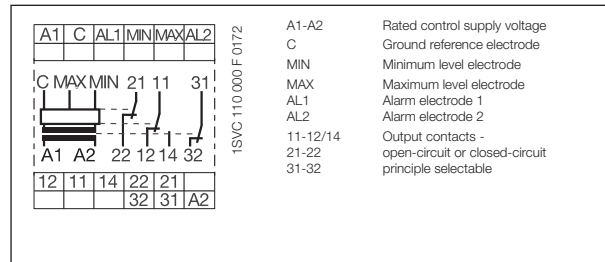 A1 C AL1 MIN MAX AL2
C MAX MIN 21 11 31
A1 A2 22 12 14 32
12 11 14 22 21
32 31 A2
1SVC 110 000 F 0172
A1-A2 Rated control supply voltage
C Ground reference electrode
MIN Minimum level electrode
MAX Maximum level electrode
AL1 Alarm electrode 1
AL2 Alarm electrode 2
11-12/14 Output contacts -
21-22 open-circuit or closed-circuit
31-32 principle selectable